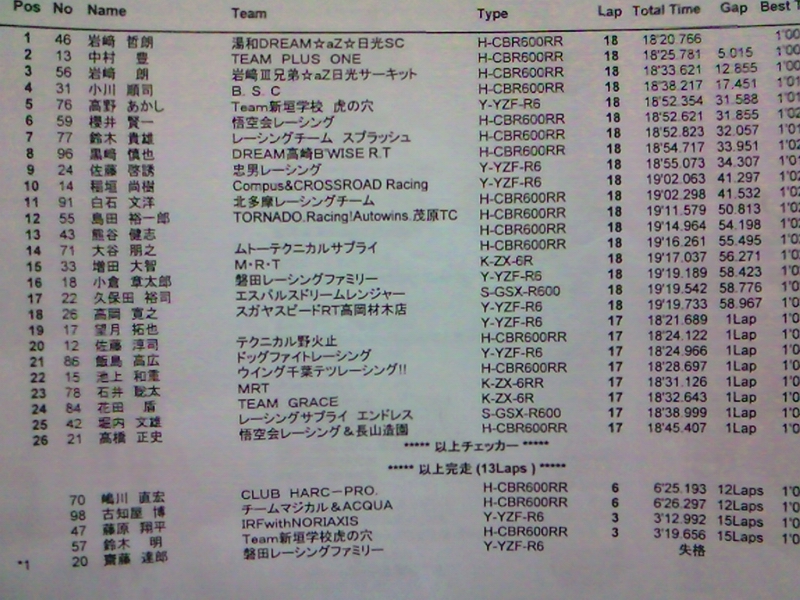 Pos No Name Team Type Lap Total Time Gap Best T
1 46 岩崎 哲朗 湯和DREAM☆aZ☆日光SC H-CBR600RR 18 18'20.766
2 13 中村 豊 TEAM PLUS ONE H-CBR600RR 18 18'25.781 5.015
3 56 岩崎 朗 岩崎Ⅲ兄弟☆aZ日光サーキット H-CBR600RR 18 18'33.621 12.855
4 31 小川 順司 B. S. C H-CBR600RR 18 18'38.217 17.451
5 76 高野 あかし Team新垣学校 虎の穴 Y-YZF-R6 18 18'52.354 31.588
6 59 櫻井 賢一 悟空会レーシング H-CBR600RR 18 18'52.621 31.855
7 77 鈴木 貴雄 レーシングチーム スプラッシュ H-CBR600RR 18 18'52.823 32.057
8 96 黒崎 慎也 DREAM高崎B'WISE R.T H-CBR600RR 18 18'54.717 33.951
9 24 佐藤 啓誘 忠男レーシング Y-YZF-R6 18 18'55.073 34.307
10 14 稲垣 尚樹 Compus&CROSSROAD Racing Y-YZF-R6 18 19'02.063 41.297
11 91 白石 文洋 北多摩レーシングチーム H-CBR600RR 18 19'02.298 41.532
12 55 島田 裕一郎 TORNADO.Racing!Autowins.茂原TC H-CBR600RR 18 19'11.579 50.813
13 43 熊谷 健志 H-CBR600RR 18 19'14.964 54.198
14 71 大谷 朋之 ムトーテクニカルサプライ H-CBR600RR 18 19'16.261 55.495
15 33 増田 大智 M・R・T K-ZX-6R 18 19'17.037 56.271
16 18 小倉 章太郎 磐田レーシングファミリー Y-YZF-R6 18 19'19.189 58.423
17 22 久保田 裕司 エスパルスドリームレンジャー S-GSX-R600 18 19'19.542 58.776
18 26 高岡 寛之 スガヤスピードRT高岡材木店 Y-YZF-R6 18 19'19.733 58.967
19 17 望月 拓也 Y-YZF-R6 17 18'21.689 1Lap
20 12 佐藤 淳司 テクニカル野火止 H-CBR600RR 17 18'24.122 1Lap
21 86 飯島 高広 ドッグファイトレーシング Y-YZF-R6 17 18'24.966 1Lap
22 15 池上 和重 ウイング千葉テツレーシング!! H-CBR600RR 17 18'28.697 1Lap
23 78 石井 聡太 MRT K-ZX-6RR 17 18'31.126 1Lap
24 84 花田 盾 TEAM GRACE K-ZX-6R 17 18'32.643 1Lap
25 42 堀内 文雄 レーシングサプライ エンドレス S-GSX-R600 17 18'38.999 1Lap
26 21 高橋 正史 悟空会レーシング&長山造園 H-CBR600RR 17 18'45.407 1Lap
***** 以上チェッカー *****
***** 以上完走 (13Laps ) *****
70 嶋川 直宏 CLUB HARC-PRO. H-CBR600RR 6 6'25.193 12Laps
98 古知屋 博 チームマジカル&ACQUA H-CBR600RR 6 6'26.297 12Laps
47 藤原 翔平 IRFwithNORIAXIS Y-YZF-R6 3 3'12.992 15Laps
57 鈴木 明 Team新垣学校虎の穴 H-CBR600RR 3 3'19.656 15Laps
*1 20 齋藤 達郎 磐田レーシングファミリー Y-YZF-R6 失格